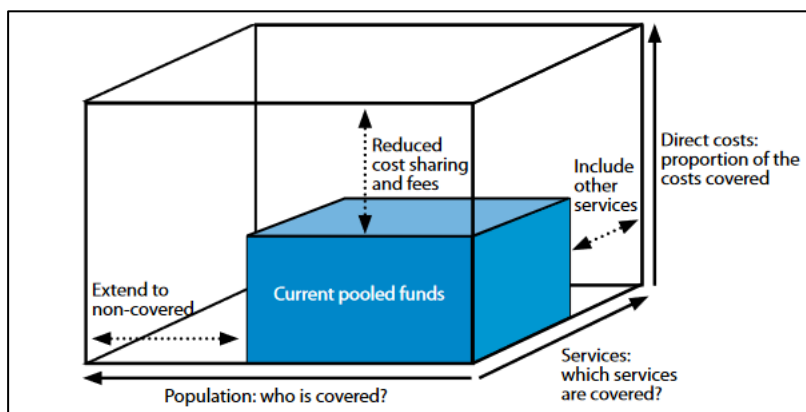 Reduced
cost sharing
and fees
Include
other
services
Direct costs:
proportion of the
costs covered
Extend to
non-covered
Current pooled funds
Services:
which services
are covered?
Population: who is covered?